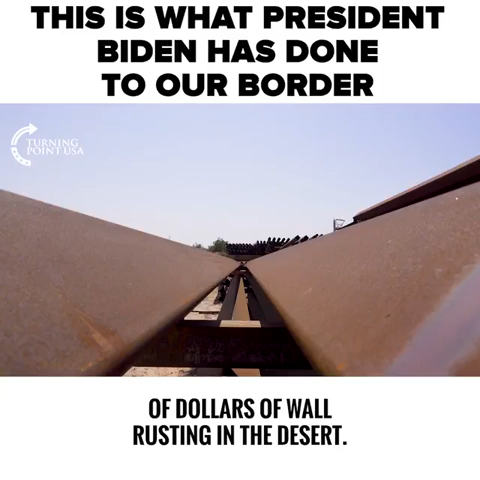 THIS IS WHAT PRESIDENT
BIDEN HAS DONE
TO OUR BORDER
TURNING
POINT USA
OF DOLLARS OF WALL
RUSTING IN THE DESERT.